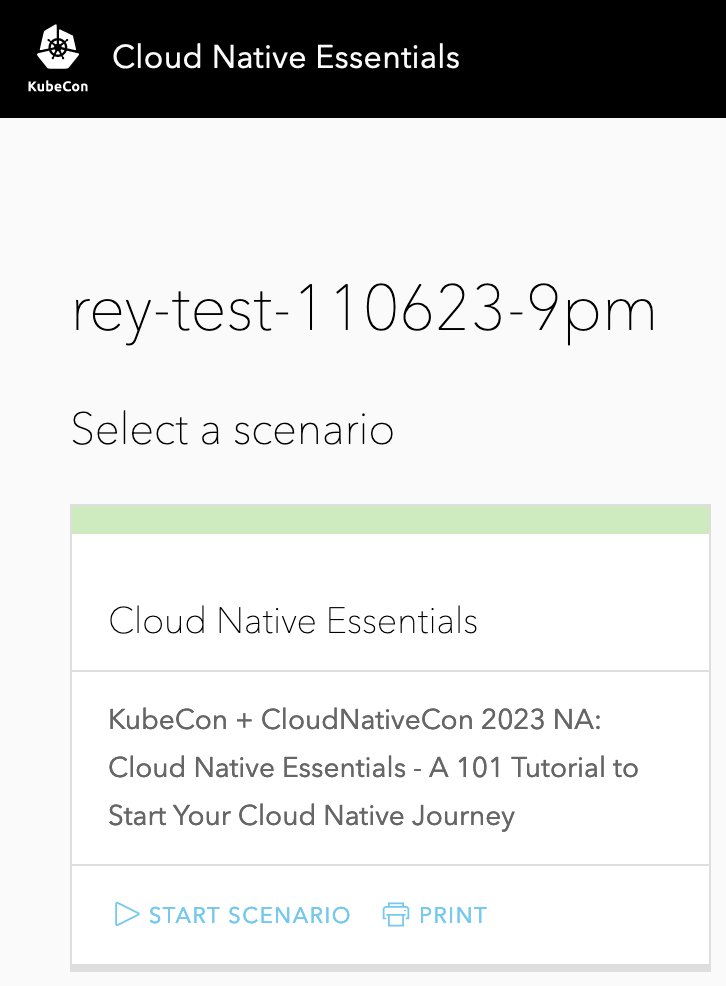 KubeCon
Cloud Native Essentials
rey-test-110623-9pm
Select a scenario
Cloud Native Essentials
KubeCon + CloudNativeCon 2023 NA:
Cloud Native Essentials - A 101 Tutorial to
Start Your Cloud Native Journey
START SCENARIO PRINT